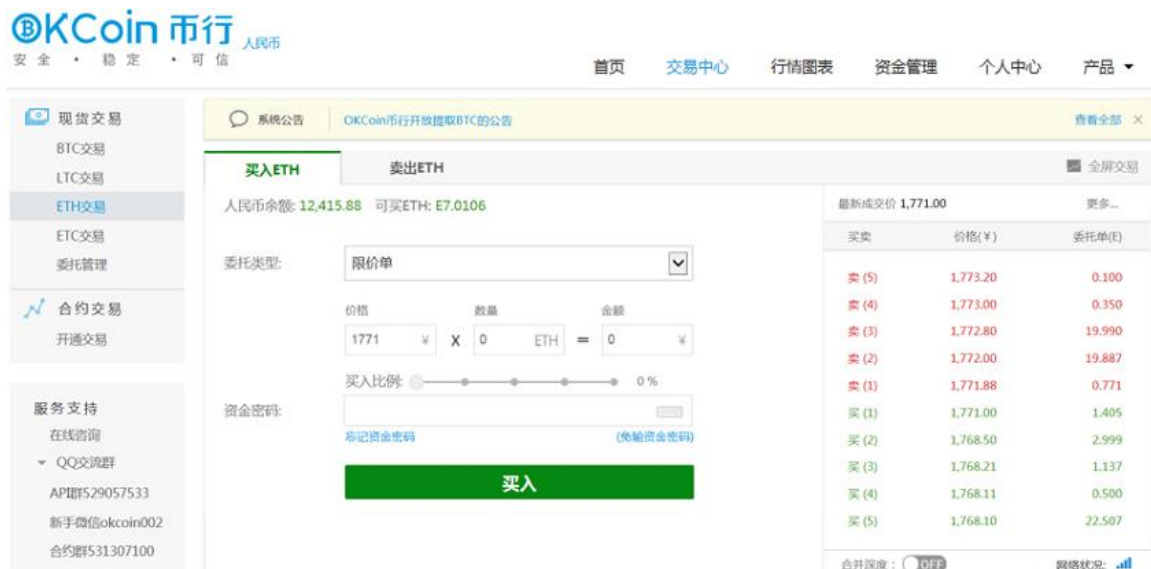 OKCoin 币行 人民币
安全 · 稳定 · 可信
首页 交易中心 行情图表 资金管理 个人中心 产品
现货交易
BTC交易
LTC交易
ETH交易
ETC交易
委托管理
合约交易
开通交易
服务支持
在线咨询
QQ交流群
API群529057533
新手微信okcoin002
合约群531307100
系统公告 OKCoin币行开放提取BTC的公告 查看全部 ×
买入ETH 卖出ETH 全屏交易
人民币余额: 12,415.88 可买ETH: E7.0106
委托类型: 限价单
价格 数量 金额
1771 ¥ X 0 ETH = 0 ¥
买入比例: 0 %
资金密码:
忘记资金密码 (免输资金密码)
买入
最新成交价 1,771.00 更多...
买卖 价格(¥) 委托单(E)
卖 (5) 1,773.20 0.100
卖 (4) 1,773.00 0.350
卖 (3) 1,772.80 19.990
卖 (2) 1,772.00 19.887
卖 (1) 1,771.88 0.771
买 (1) 1,771.00 1.405
买 (2) 1,768.50 2.999
买 (3) 1,768.21 1.137
买 (4) 1,768.11 0.500
买 (5) 1,768.10 22.507
合并深度: OFF 网络状况: